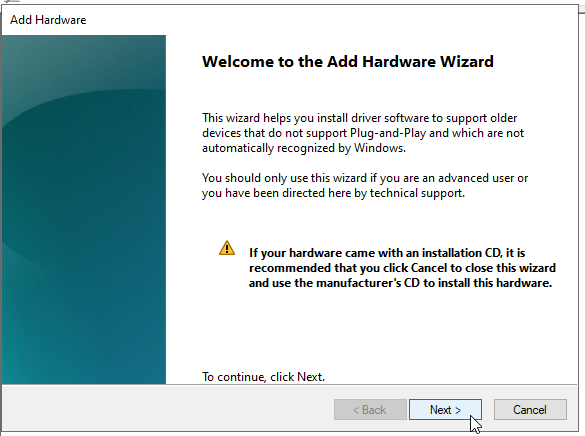 Add Hardware
Welcome to the Add Hardware Wizard
This wizard helps you install driver software to support older
devices that do not support Plug-and-Play and which are not
automatically recognized by Windows.
You should only use this wizard if you are an advanced user or
you have been directed here by technical support.
If your hardware came with an installation CD, it is
recommended that you click Cancel to close this wizard
and use the manufacturer's CD to install this hardware.
To continue, click Next.
< Back
Next >
Cancel